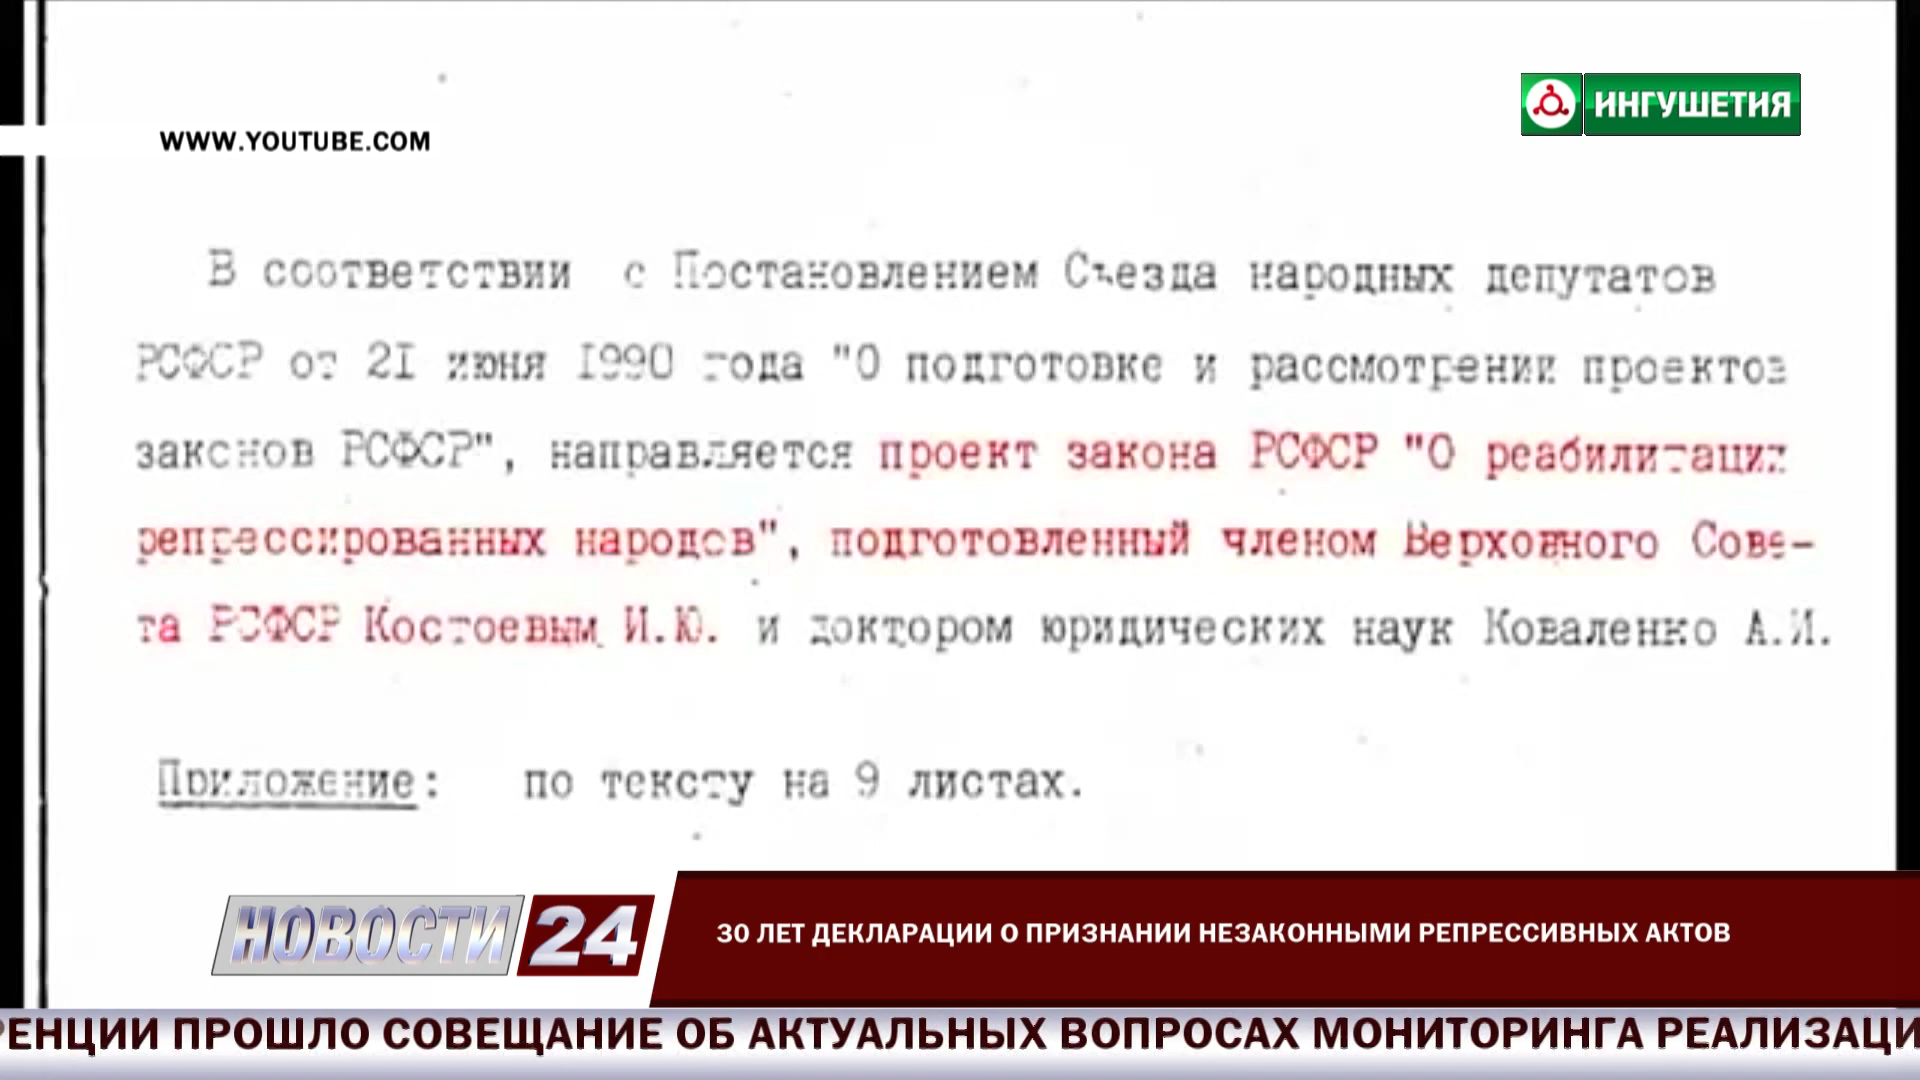 ИНГУШЕТИЯ
WWW.YOUTUBE.COM
В соответствии с Постановлением Съезда народных депутатов
РСФСР от 21 июня 1990 года "О подготовке и рассмотрении проектов
законов РСФСР", направляется проект закона РСФСР "О реабилитации
репрессированных народов", подготовленный членом Верховного Сове-
та РСФСР Костоевым И.Ю. и доктором юридических наук Коваленко А.И.
Приложение: по тексту на 9 листах.
НОВОСТИ 24
30 ЛЕТ ДЕКЛАРАЦИИ О ПРИЗНАНИИ НЕЗАКОННЫМИ РЕПРЕССИВНЫХ АКТОВ
РЕНЦИИ ПРОШЛО СОВЕЩАНИЕ ОБ АКТУАЛЬНЫХ ВОПРОСАХ МОНИТОРИНГА РЕАЛИЗАЦИ